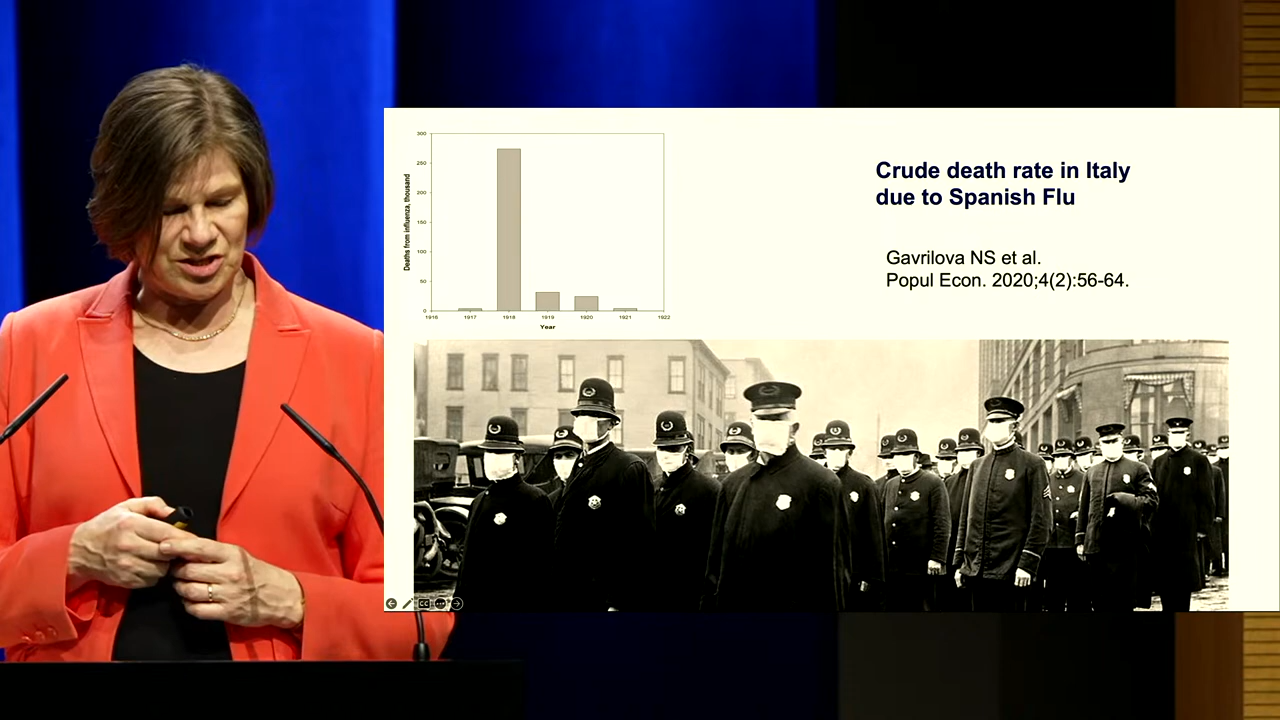 300
250
200
150
100
50
0
Deaths from influenza, thousand
1916 1917 1918 1919 1920 1921 1922
Year
Crude death rate in Italy
due to Spanish Flu
Gavrilova NS et al.
Popul Econ. 2020;4(2):56-64.
CC